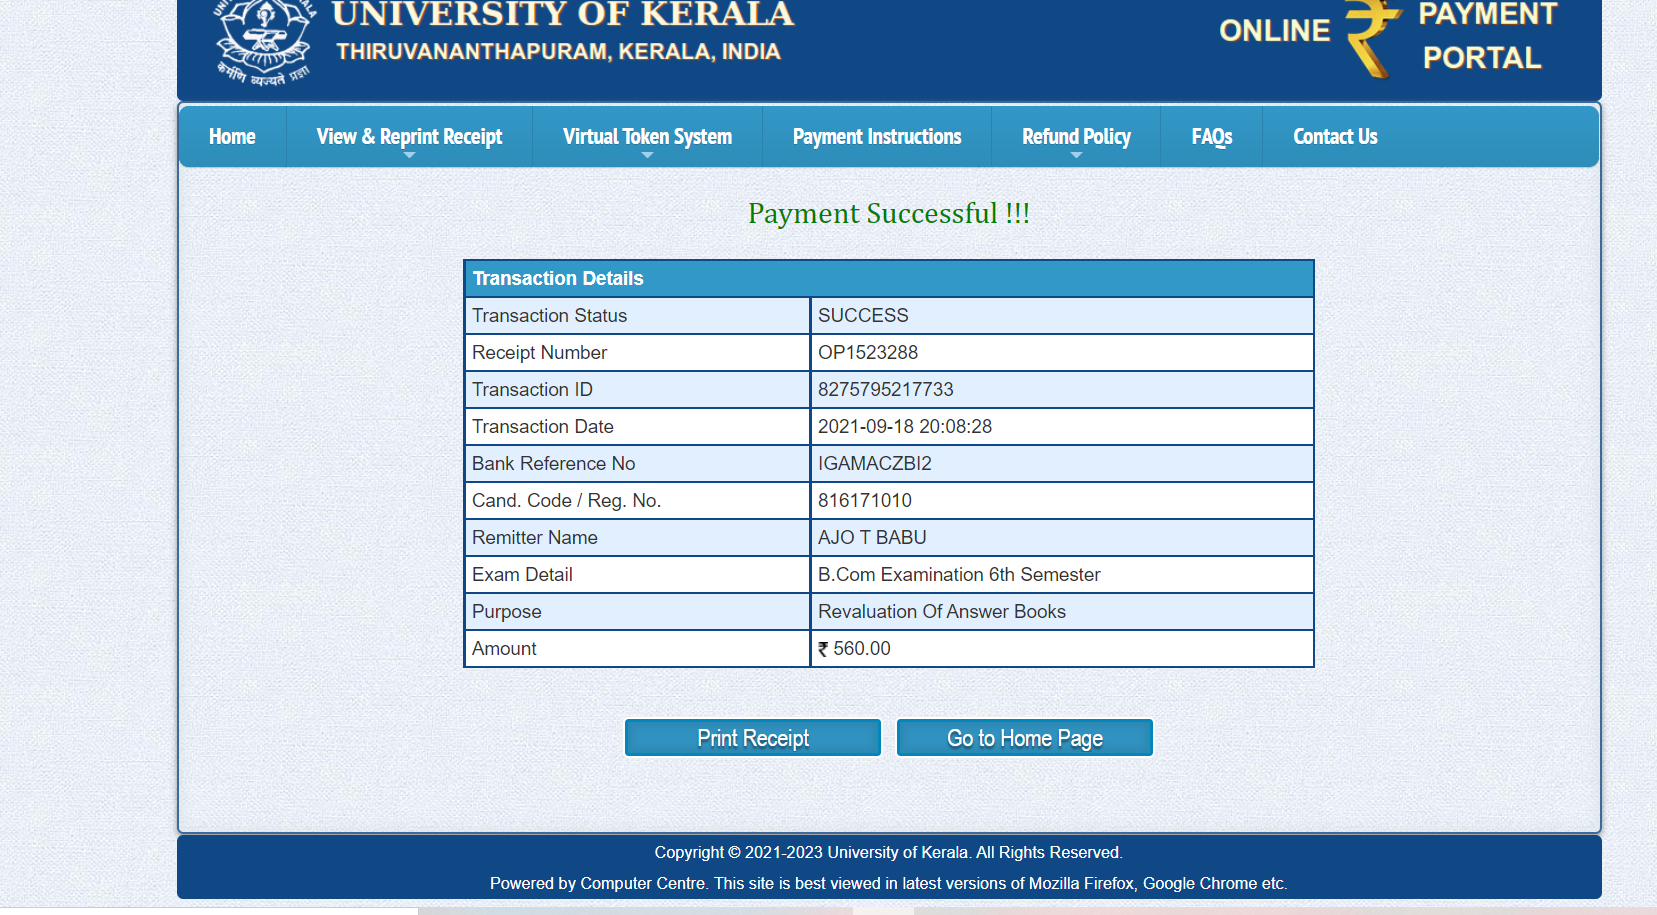 UNIVERSITY OF KERALA
THIRUVANANTHAPURAM, KERALA, INDIA
कर्मणि व्यज्यते प्रज्ञा
ONLINE ₹ PAYMENT
PORTAL
Home View & Reprint Receipt Virtual Token System Payment Instructions Refund Policy FAQs Contact Us
Payment Successful !!!
Transaction Details
Transaction Status SUCCESS
Receipt Number OP1523288
Transaction ID 8275795217733
Transaction Date 2021-09-18 20:08:28
Bank Reference No IGAMACZBI2
Cand. Code / Reg. No. 816171010
Remitter Name AJO T BABU
Exam Detail B.Com Examination 6th Semester
Purpose Revaluation Of Answer Books
Amount ₹ 560.00
Print Receipt Go to Home Page
Copyright © 2021-2023 University of Kerala. All Rights Reserved.
Powered by Computer Centre. This site is best viewed in latest versions of Mozilla Firefox, Google Chrome etc.